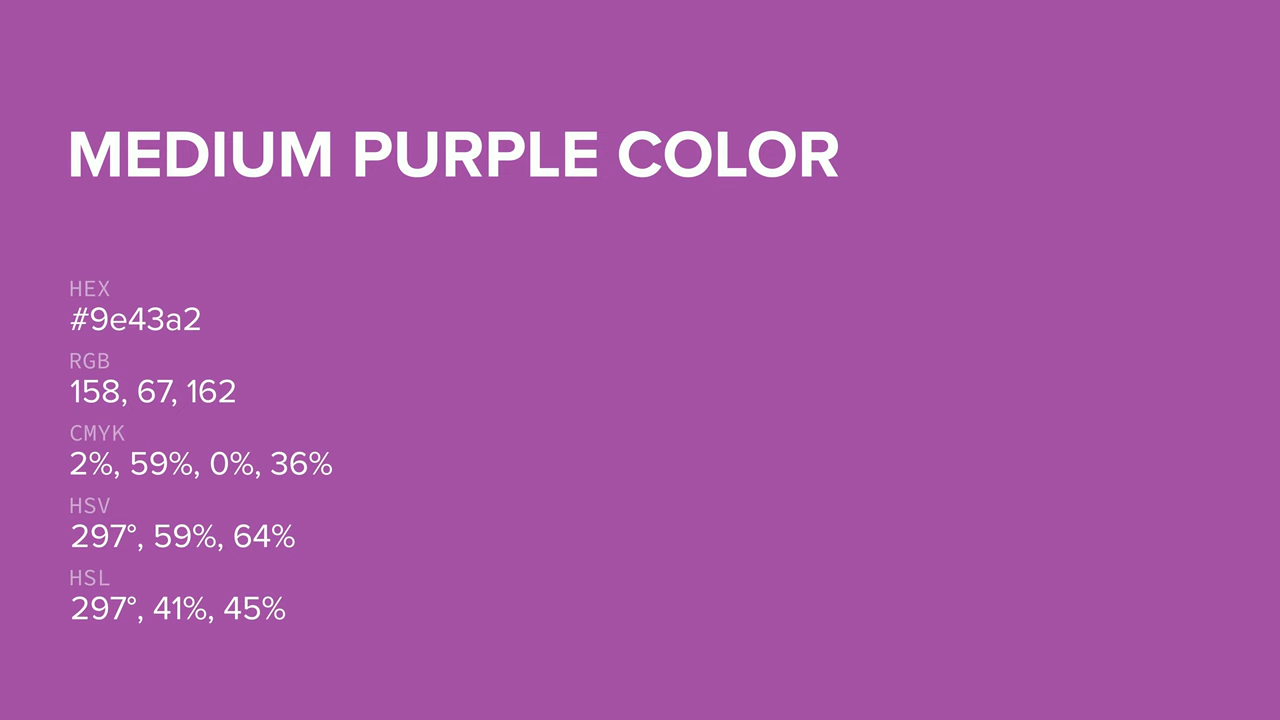 MEDIUM PURPLE COLOR
HEX
#9e43a2
RGB
158, 67, 162
CMYK
2%, 59%, 0%, 36%
HSV
297°, 59%, 64%
HSL
297°, 41%, 45%